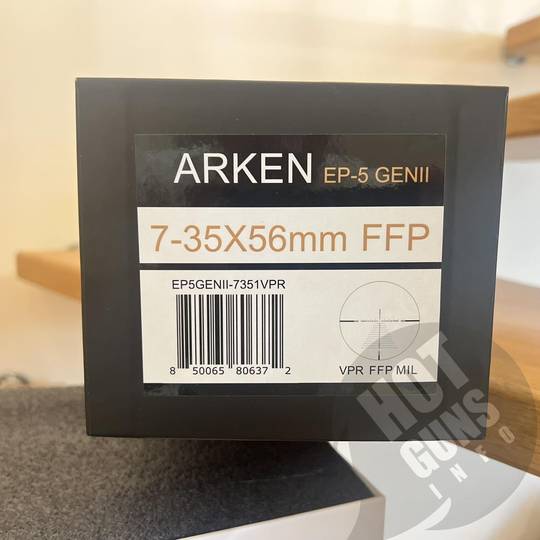 ARKEN EP-5 GENII
7-35X56mm FFP
EP5GENII-7351VPR
8 50065 80637 2
VPR FFP MIL
HOT
GUNS
INFO